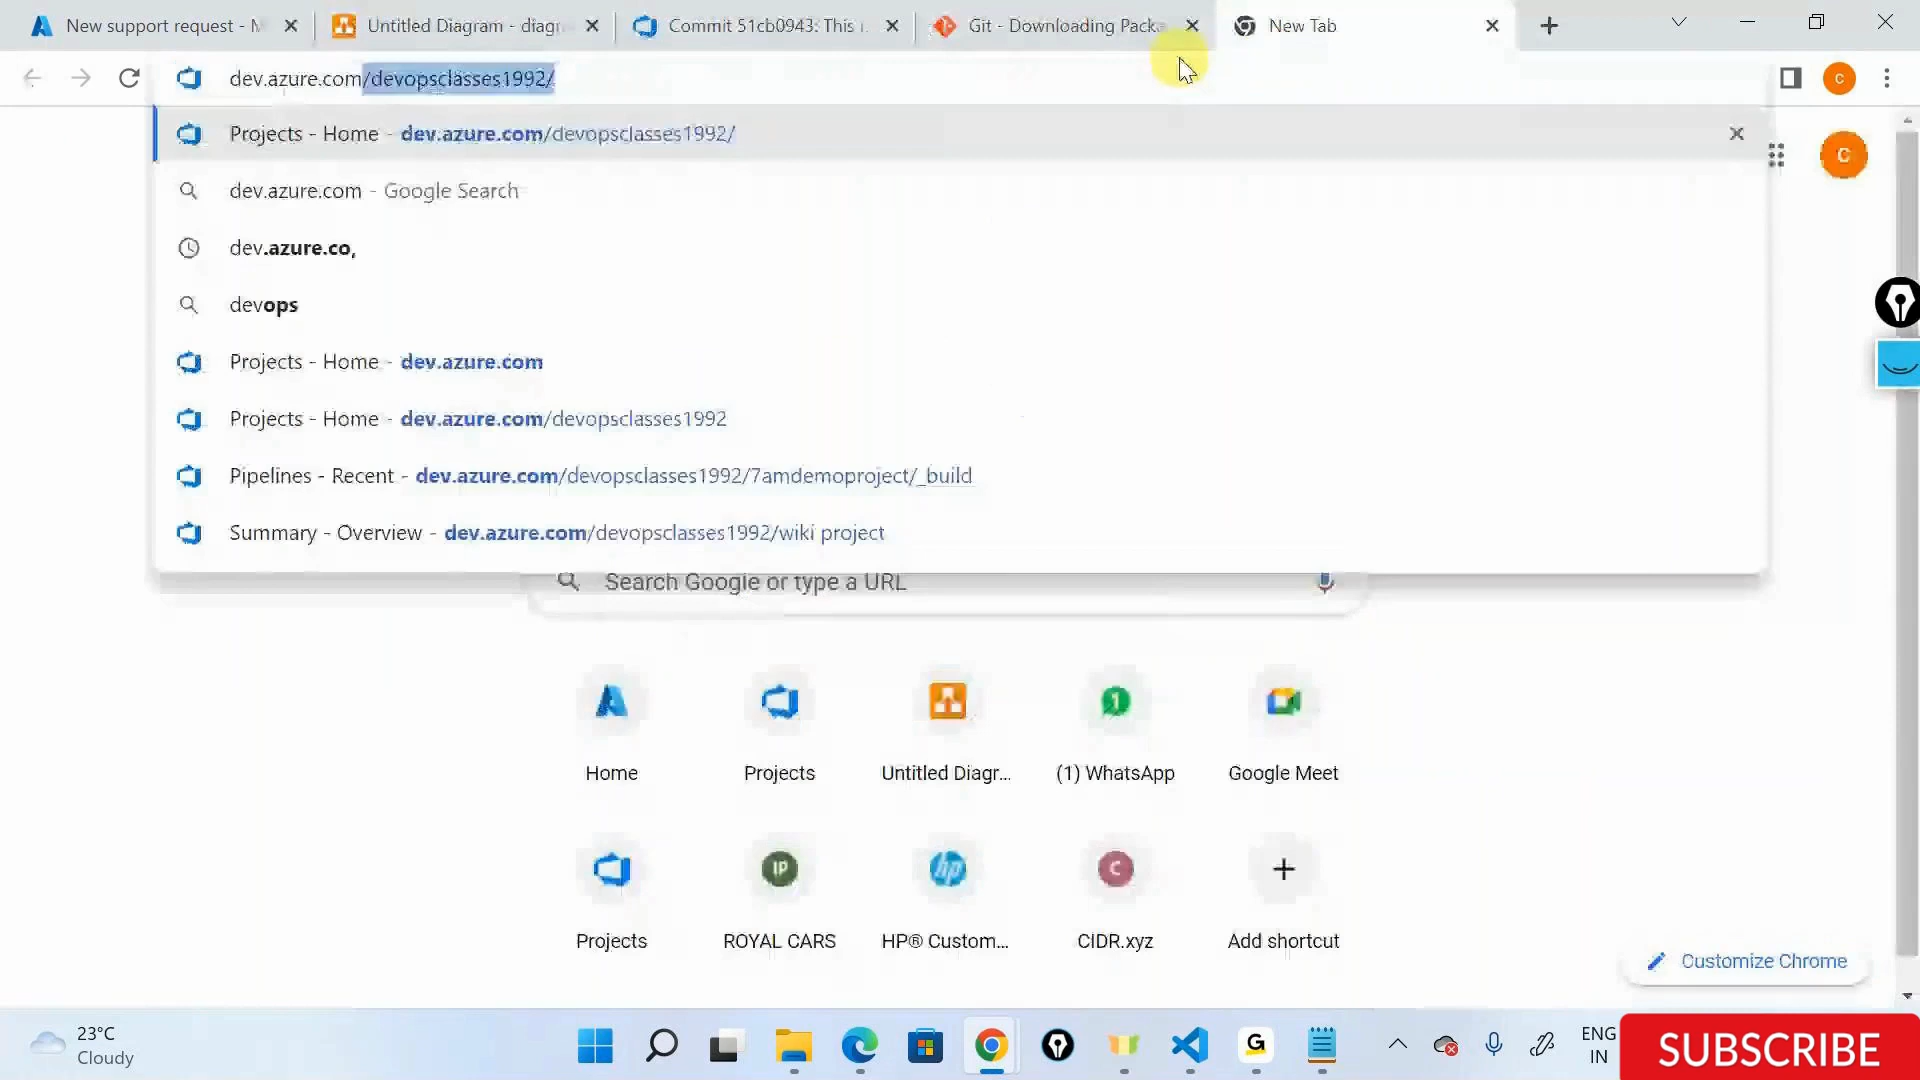 New support request - M
Untitled Diagram - diagr
Commit 51cb0943: This i
Git - Downloading Packa
New Tab
dev.azure.com/devopsclasses1992/
C
Projects - Home - dev.azure.com/devopsclasses1992/
C
dev.azure.com - Google Search
dev.azure.co,
devops
Projects - Home - dev.azure.com
Projects - Home - dev.azure.com/devopsclasses1992
Pipelines - Recent - dev.azure.com/devopsclasses1992/7amdemoproject/_build
Summary - Overview - dev.azure.com/devopsclasses1992/wiki project
Search Google or type a URL
1
Home
Projects
Untitled Diagr...
(1) WhatsApp
Google Meet
IP
hp
C
Projects
ROYAL CARS
HP® Custom...
CIDR.xyz
Add shortcut
Customize Chrome
23°C
Cloudy
G
ENG
IN
SUBSCRIBE